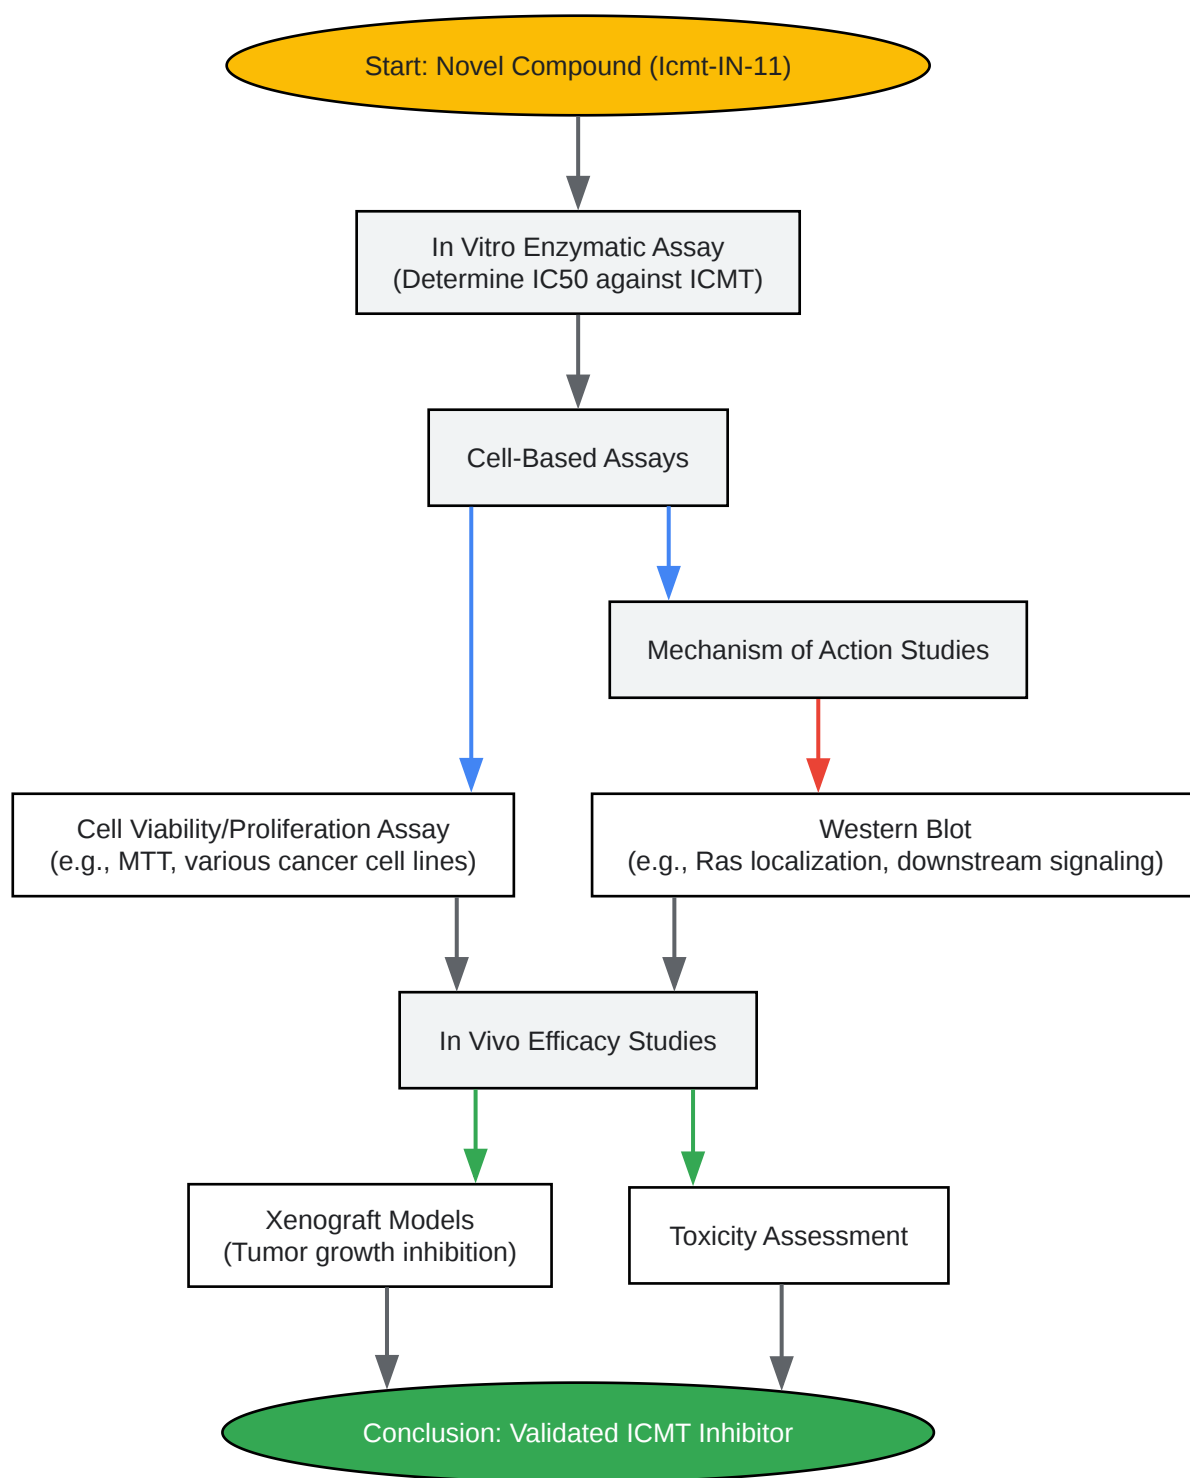 Start: Novel Compound (Icmt-IN-11)
In Vitro Enzymatic Assay
(Determine IC50 against ICMT)
Cell-Based Assays
Mechanism of Action Studies
Cell Viability/Proliferation Assay
(e.g., MTT, various cancer cell lines)
Western Blot
(e.g., Ras localization, downstream signaling)
In Vivo Efficacy Studies
Xenograft Models
(Tumor growth inhibition)
Toxicity Assessment
Conclusion: Validated ICMT Inhibitor